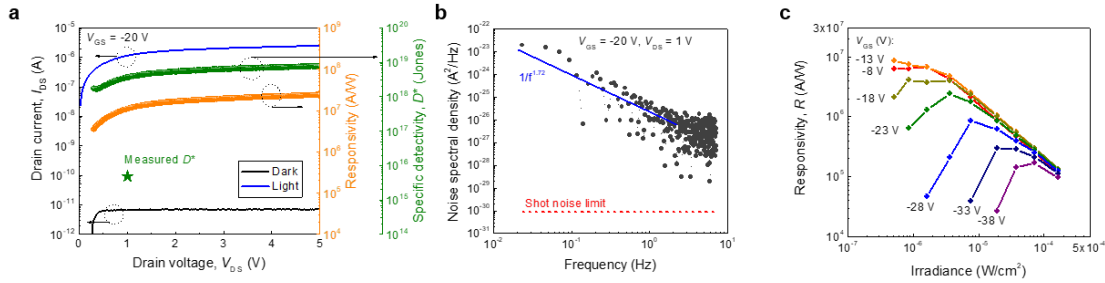 a
V_GS = -20 V
Drain current, I_DS (A)
10^-5
10^-6
10^-7
10^-8
10^-9
10^-10
10^-11
10^-12
Measured D*
Dark
Light
0
1
2
3
4
5
Drain voltage, V_DS (V)
10^9
10^8
10^7
10^6
10^5
10^4
Responsivity (A/W)
10^20
10^19
10^18
10^17
10^16
10^15
10^14
Specific detectivity, D* (Jones)
b
V_GS = -20 V, V_DS = 1 V
1/f^1.72
Noise spectral density (A^2/Hz)
10^-21
10^-22
10^-23
10^-24
10^-25
10^-26
10^-27
10^-28
10^-29
10^-30
10^-31
Shot noise limit
10^-2
10^-1
10^0
10^1
Frequency (Hz)
c
3x10^7
10^7
10^6
10^5
10^4
Responsivity, R (A/W)
V_GS (V):
-13 V
-8 V
-18 V
-23 V
-28 V
-33 V
-38 V
10^-7
10^-6
10^-5
10^-4
5x10^-4
Irradiance (W/cm^2)